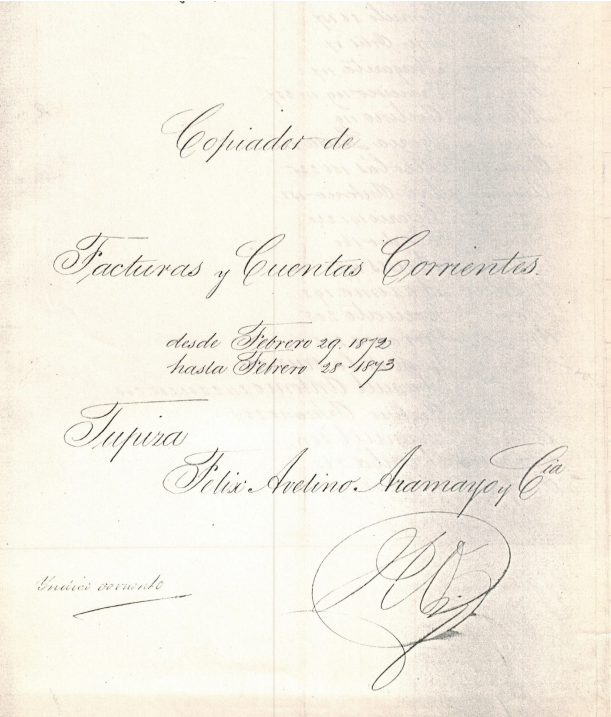 Copiador de
Facturas y Cuentas Corrientes.
desde Febrero 29. 1872
hasta Febrero 28 1873
Tupiza
Felix Avelino Aramayo y Cia
Yndice corriente